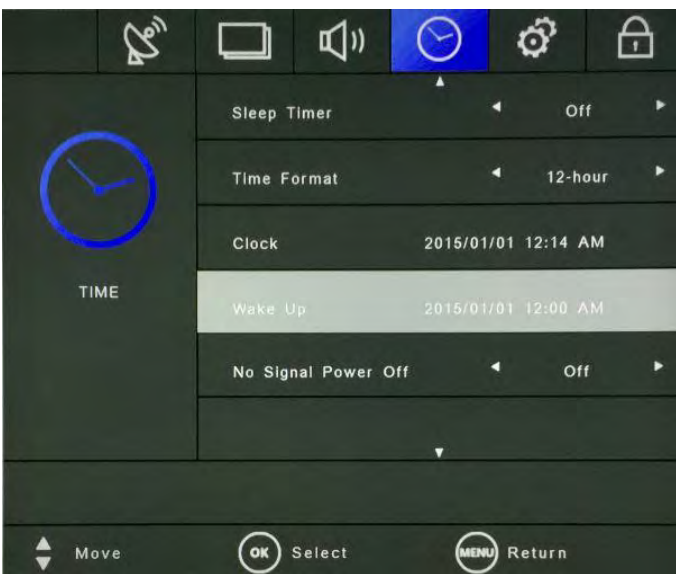 Sleep Timer Off
Time Format 12-hour
Clock 2015/01/01 12:14 AM
TIME
Wake Up 2015/01/01 12:00 AM
No Signal Power Off Off
Move OK Select MENU Return